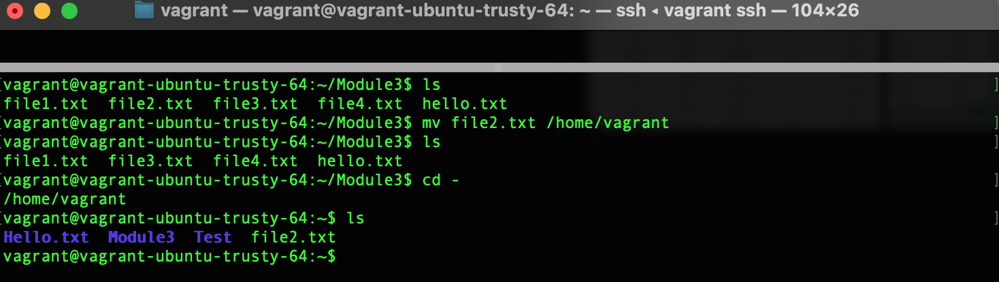 vagrant — vagrant@vagrant-ubuntu-trusty-64: ~ — ssh ◂ vagrant ssh — 104×26
[vagrant@vagrant-ubuntu-trusty-64:~/Module3$ ls ]
file1.txt  file2.txt  file3.txt  file4.txt  hello.txt
[vagrant@vagrant-ubuntu-trusty-64:~/Module3$ mv file2.txt /home/vagrant ]
[vagrant@vagrant-ubuntu-trusty-64:~/Module3$ ls ]
file1.txt  file3.txt  file4.txt  hello.txt
[vagrant@vagrant-ubuntu-trusty-64:~/Module3$ cd - ]
/home/vagrant
[vagrant@vagrant-ubuntu-trusty-64:~$ ls ]
Hello.txt  Module3  Test  file2.txt
vagrant@vagrant-ubuntu-trusty-64:~$